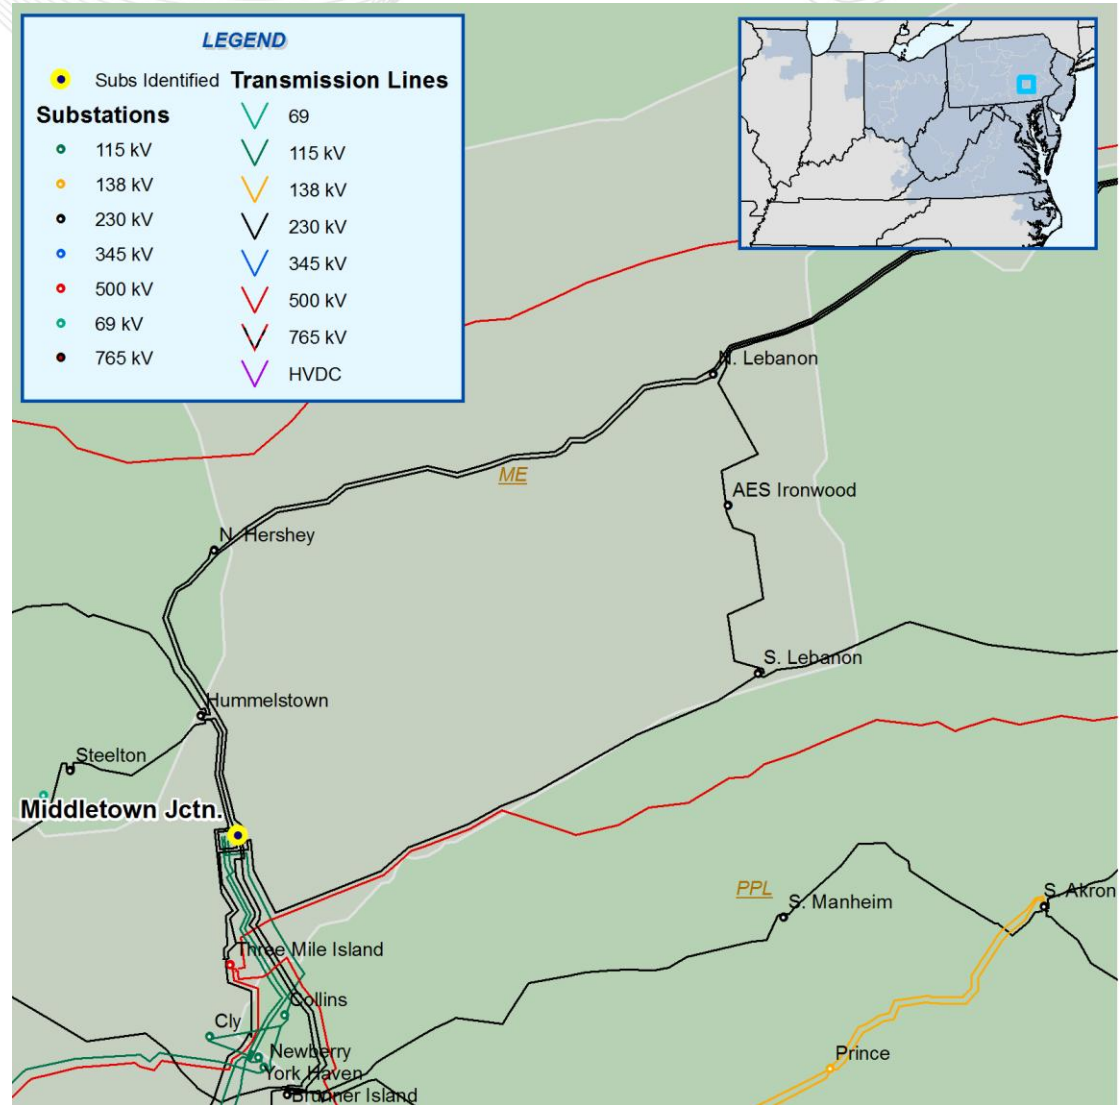 LEGEND
Subs Identified
Substations
115 kV
138 kV
230 kV
345 kV
500 kV
69 kV
765 kV
Transmission Lines
69
115 kV
138 kV
230 kV
345 kV
500 kV
765 kV
HVDC
N. Lebanon
ME
AES Ironwood
N. Hershey
S. Lebanon
Hummelstown
Steelton
Middletown Jctn.
PPL
S. Manheim
S. Akron
Three Mile Island
Collins
Cly
Newberry
York Haven
Prince
Brunner Island